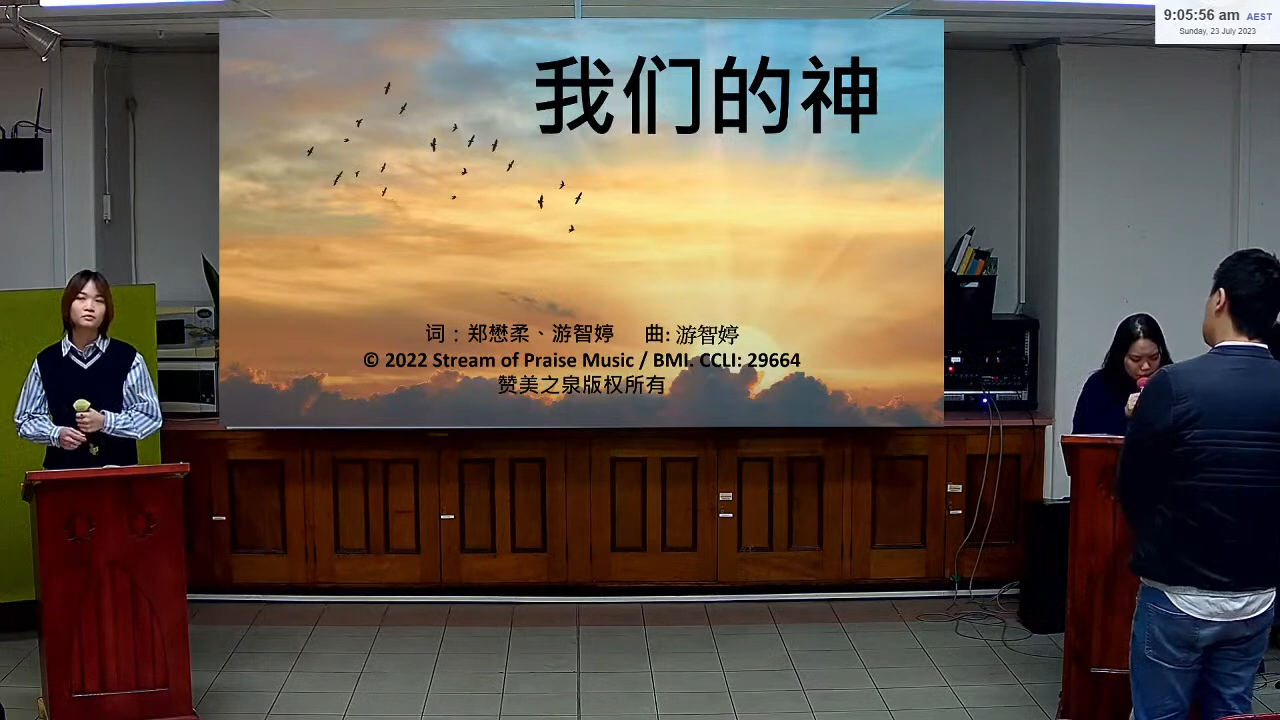 9:05:56 am AEST
Sunday, 23 July 2023
我们的神
词：郑懋柔、游智婷 曲: 游智婷
© 2022 Stream of Praise Music / BMI. CCLI: 29664
赞美之泉版权所有